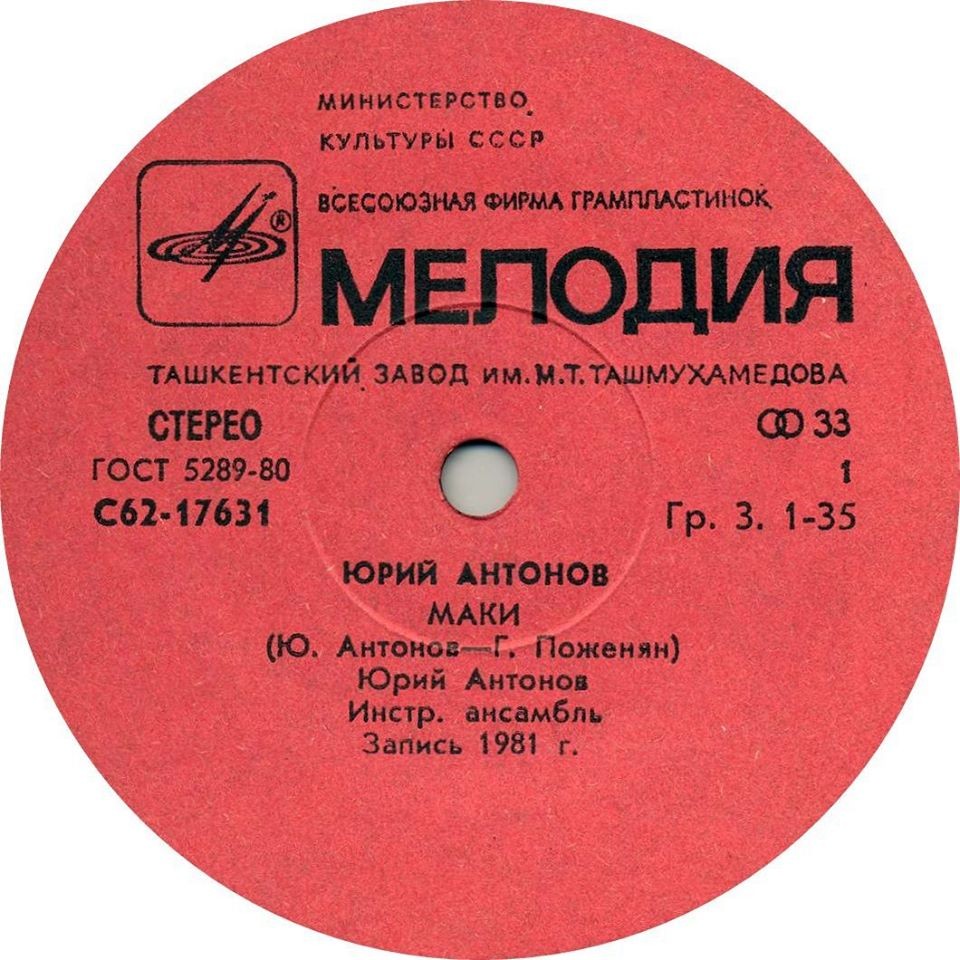 МИНИСТЕРСТВО
КУЛЬТУРЫ СССР
ВСЕСОЮЗНАЯ ФИРМА ГРАМПЛАСТИНОК
®
МЕЛОДИЯ
ТАШКЕНТСКИЙ ЗАВОД ИМ.М.Т.ТАШМУХАМЕДОВА
СТЕРЕО 33
ГОСТ 5289-80 1
С62-17631 Гр. 3. 1-35
ЮРИЙ АНТОНОВ
МАКИ
(Ю. Антонов—Г. Поженян)
Юрий Антонов
Инстр. ансамбль
Запись 1981 г.